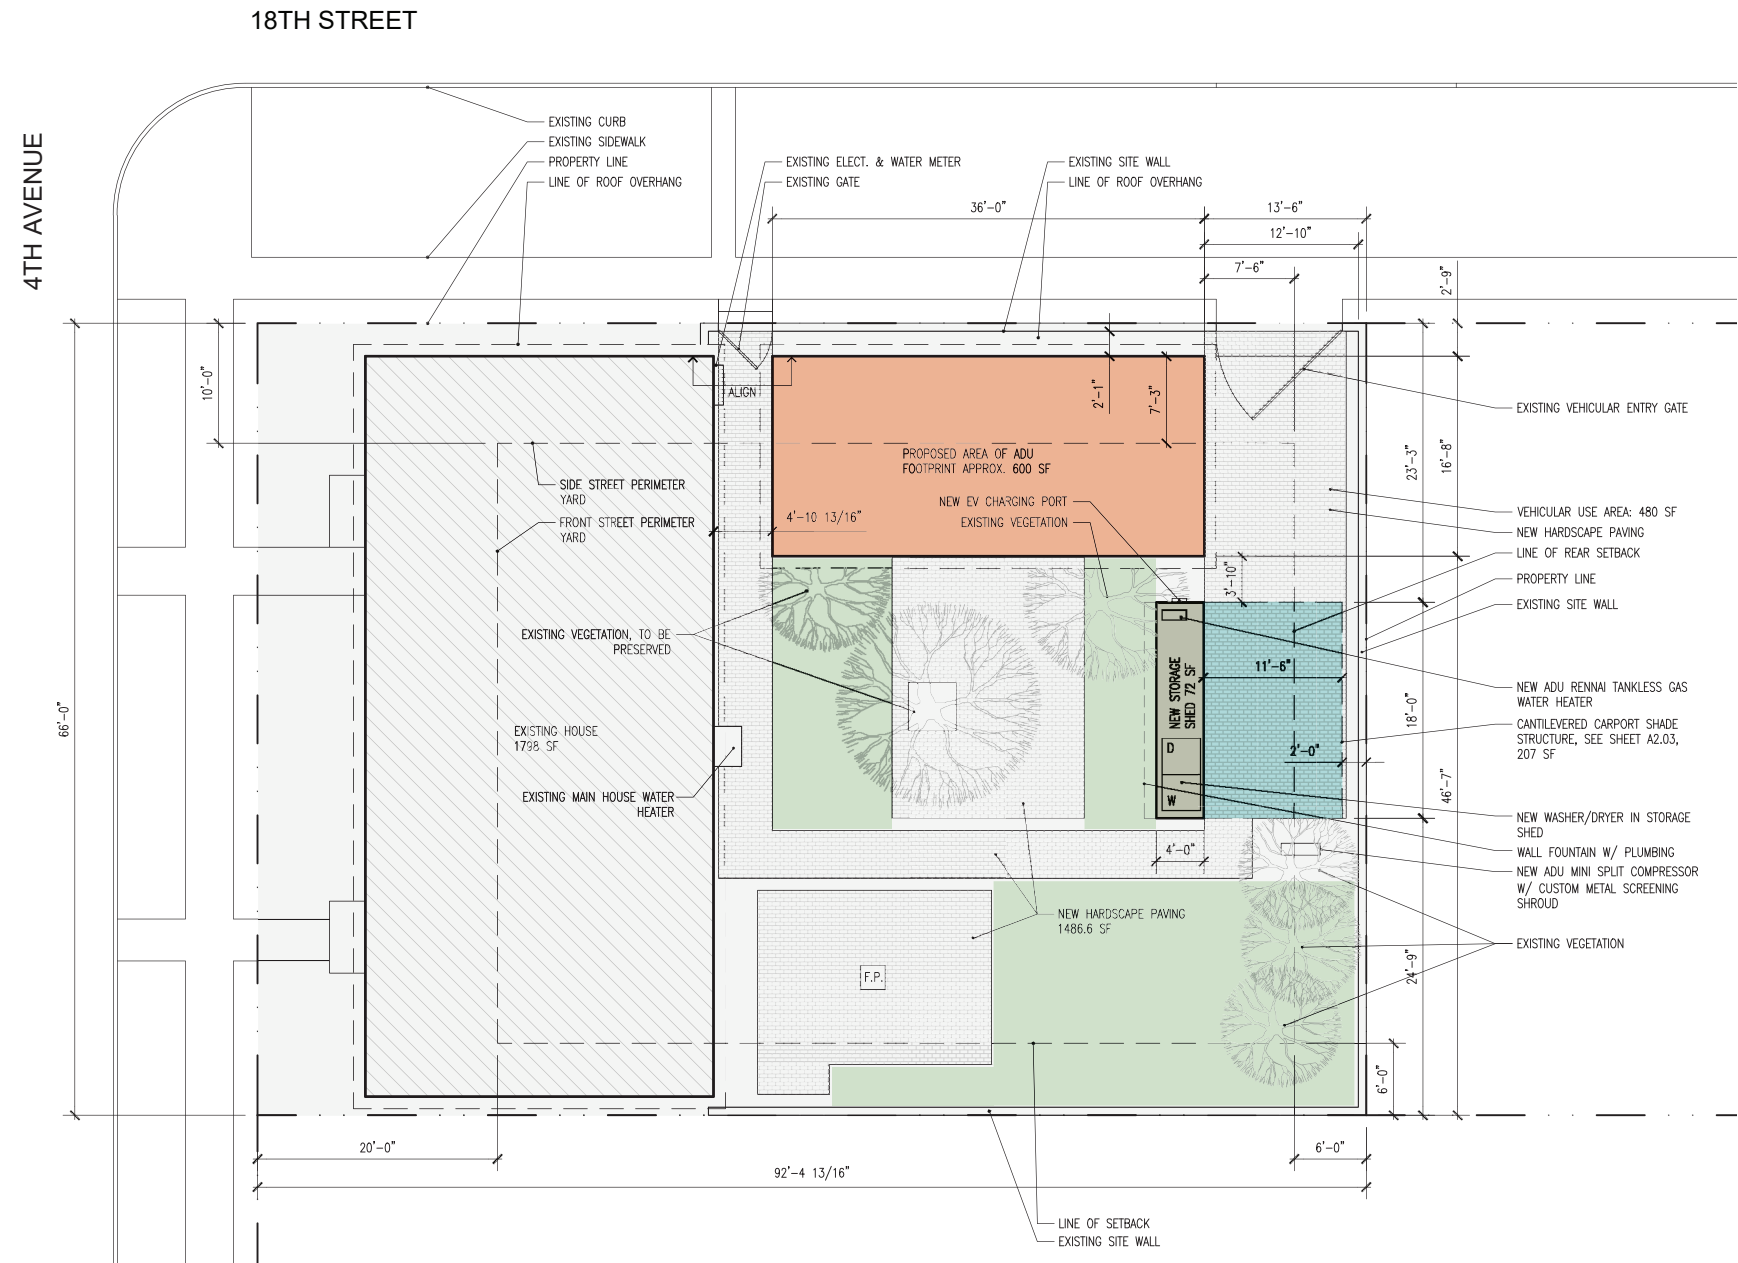 18TH STREET
4TH AVENUE
EXISTING CURB
EXISTING SIDEWALK
PROPERTY LINE
LINE OF ROOF OVERHANG
EXISTING ELECT. & WATER METER
EXISTING GATE
EXISTING SITE WALL
LINE OF ROOF OVERHANG
36'-0"
13'-6"
12'-10"
7'-6"
2'-9"
10'-0"
ALIGN
2'-1"
7'-3"
EXISTING VEHICULAR ENTRY GATE
PROPOSED AREA OF ADU
FOOTPRINT APPROX. 600 SF
23'-3"
16'-8"
SIDE STREET PERIMETER
YARD
NEW EV CHARGING PORT
EXISTING VEGETATION
4'-10 13/16"
FRONT STREET PERIMETER
YARD
VEHICULAR USE AREA: 480 SF
NEW HARDSCAPE PAVING
LINE OF REAR SETBACK
PROPERTY LINE
EXISTING SITE WALL
3'-10"
EXISTING VEGETATION, TO BE
PRESERVED
11'-6"
NEW STORAGE
SHED 72 SF
NEW ADU RENNAI TANKLESS GAS
WATER HEATER
66'-0"
18'-0"
CANTILEVERED CARPORT SHADE
STRUCTURE, SEE SHEET A2.03,
207 SF
EXISTING HOUSE
1798 SF
D
2'-0"
W
46'-7"
EXISTING MAIN HOUSE WATER
HEATER
NEW WASHER/DRYER IN STORAGE
SHED
4'-0"
WALL FOUNTAIN W/ PLUMBING
NEW ADU MINI SPLIT COMPRESSOR
W/ CUSTOM METAL SCREENING
SHROUD
NEW HARDSCAPE PAVING
1486.6 SF
EXISTING VEGETATION
24'-9"
F.P.
6'-0"
20'-0"
6'-0"
92'-4 13/16"
LINE OF SETBACK
EXISTING SITE WALL